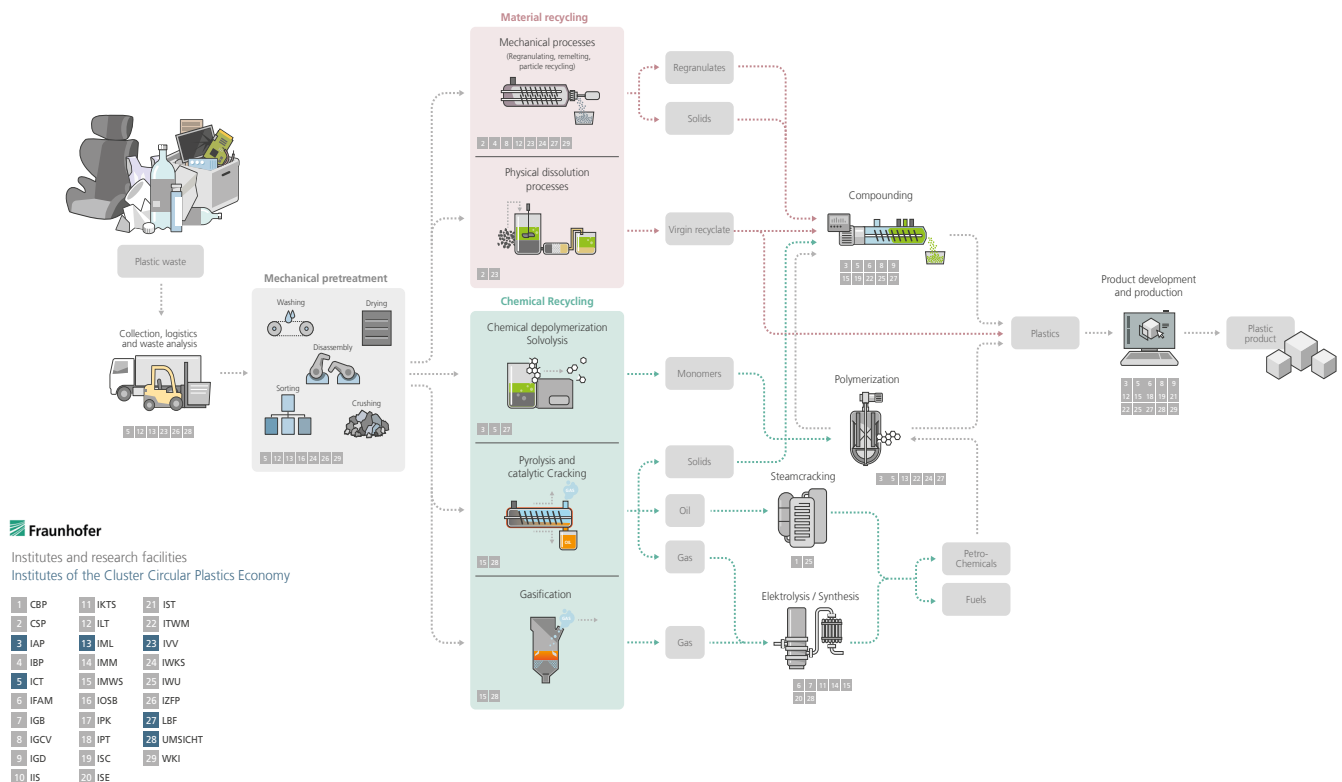 Material recycling
Mechanical processes
(Regranulating, remelting,
particle recycling)
2 4 8 12 23 24 27 29
Physical dissolution
processes
2 23
Regranulates
Solids
Virgin recyclate
Plastic waste
Collection, logistics
and waste analysis
5 12 13 23 26 28
Mechanical pretreatment
Washing
Drying
Disassembly
Sorting
Crushing
5 12 13 16 24 26 29
Chemical Recycling
Chemical depolymerization
Solvolysis
3 5 27
Pyrolysis and
catalytic Cracking
GAS
OIL
15 28
Gasification
GAS
15 28
Monomers
Solids
Oil
Gas
Gas
Compounding
3 5 6 8 9
15 19 22 25 27
Polymerization
3 5 13 22 24 27
Steamcracking
1 25
Elektrolysis / Synthesis
6 7 11 14 15
20 28
Petro-
Chemicals
Fuels
Plastics
Product development
and production
3 5 6 8 9
12 15 18 19 21
22 25 27 28 29
Plastic
product
Fraunhofer
Institutes and research facilities
Institutes of the Cluster Circular Plastics Economy
1 CBP
2 CSP
3 IAP
4 IBP
5 ICT
6 IFAM
7 IGB
8 IGCV
9 IGD
10 IIS
11 IKTS
12 ILT
13 IML
14 IMM
15 IMWS
16 IOSB
17 IPK
18 IPT
19 ISC
20 ISE
21 IST
22 ITWM
23 IVV
24 IWKS
25 IWU
26 IZFP
27 LBF
28 UMSICHT
29 WKI